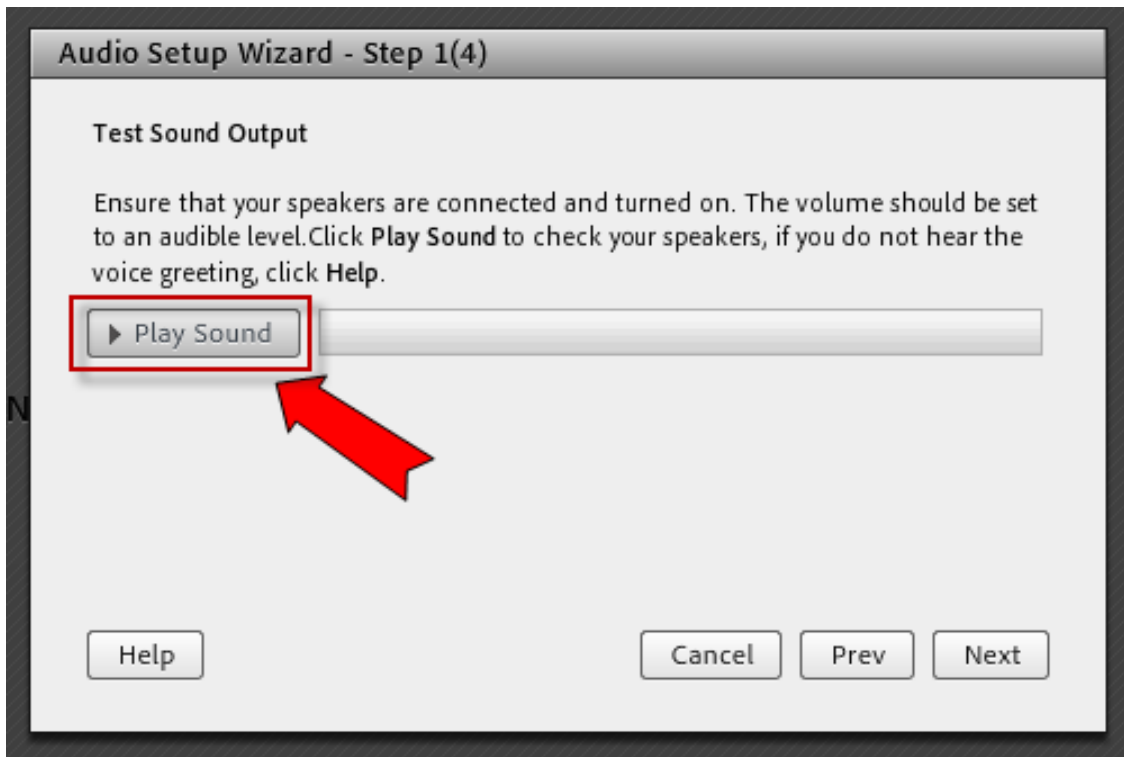 Audio Setup Wizard - Step 1(4)
Test Sound Output
Ensure that your speakers are connected and turned on. The volume should be set
to an audible level.Click Play Sound to check your speakers, if you do not hear the
voice greeting, click Help.
Play Sound
N
Help Cancel Prev Next